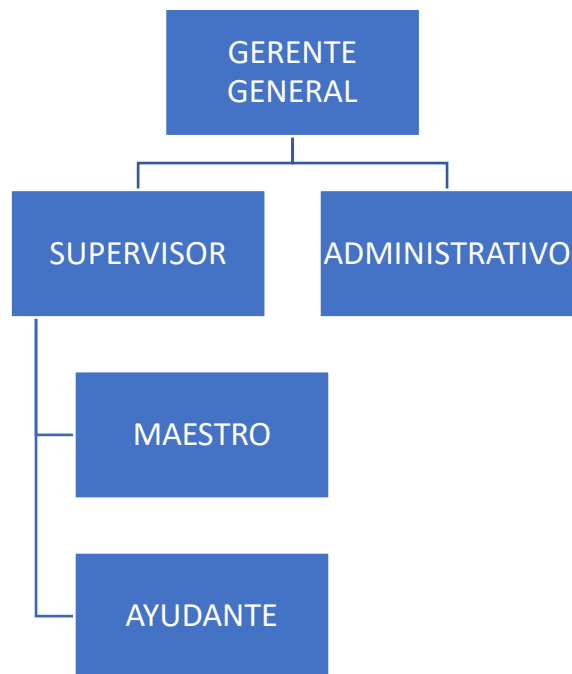 GERENTE
GENERAL
SUPERVISOR
ADMINISTRATIVO
MAESTRO
AYUDANTE